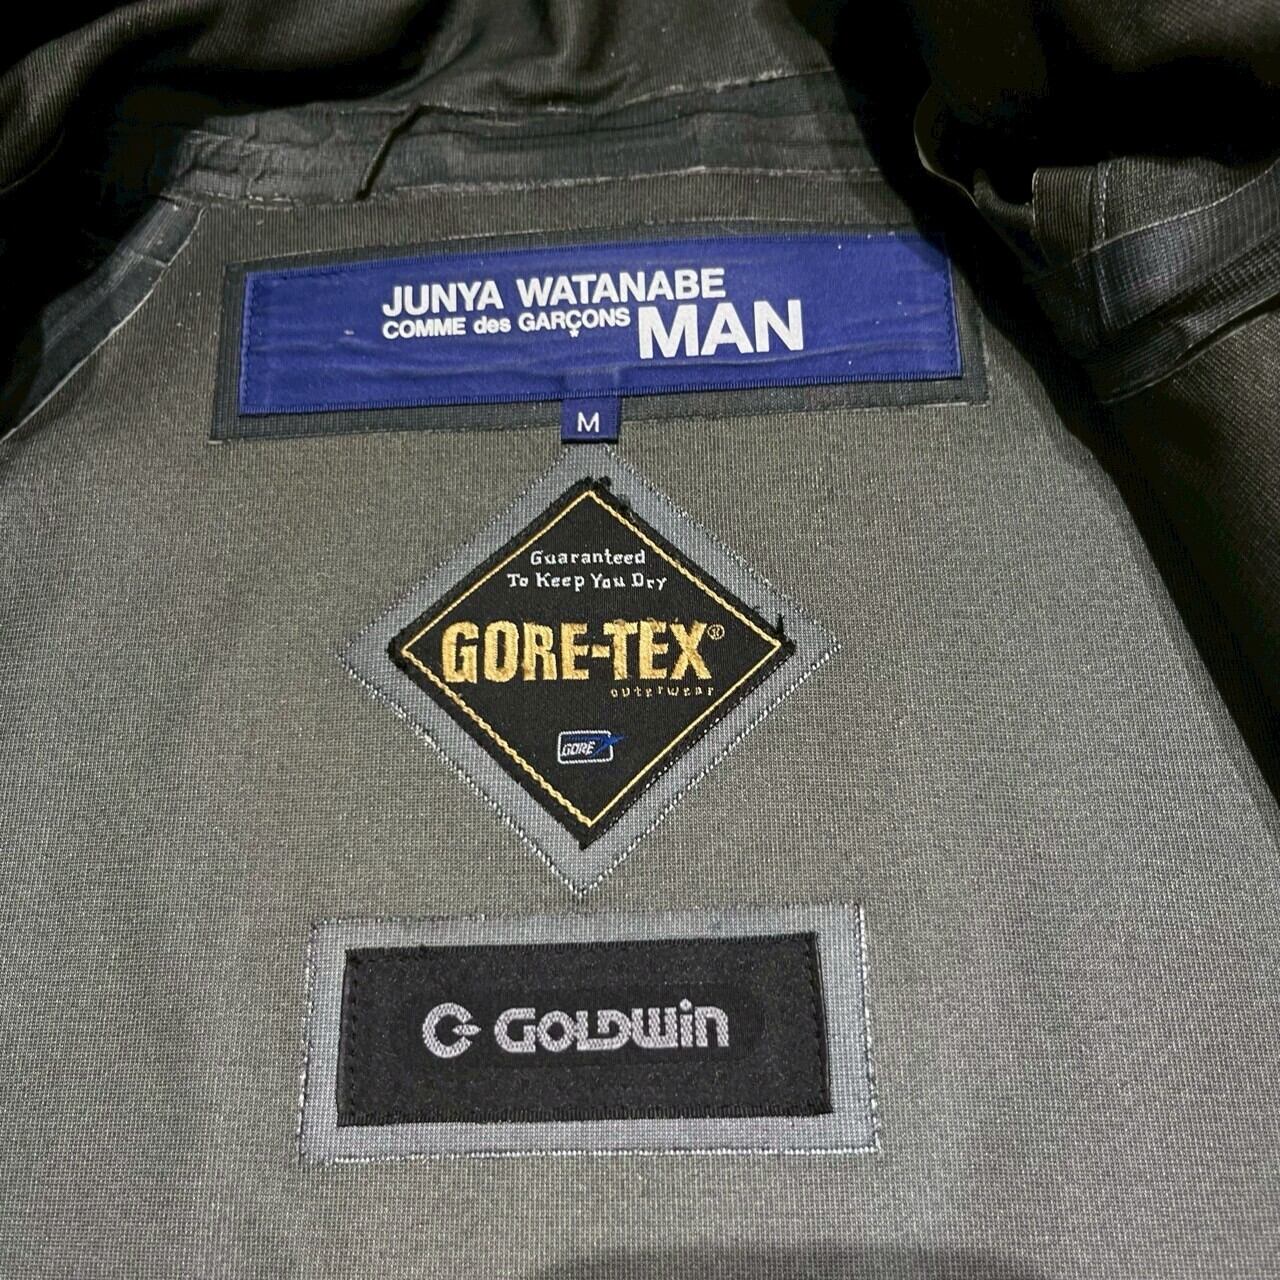 JUNYA WATANABE
COMME des GARÇONS MAN
M
Guaranteed
To Keep You Dry
GORE-TEX®
outerwear
GORE
GOLDWIN